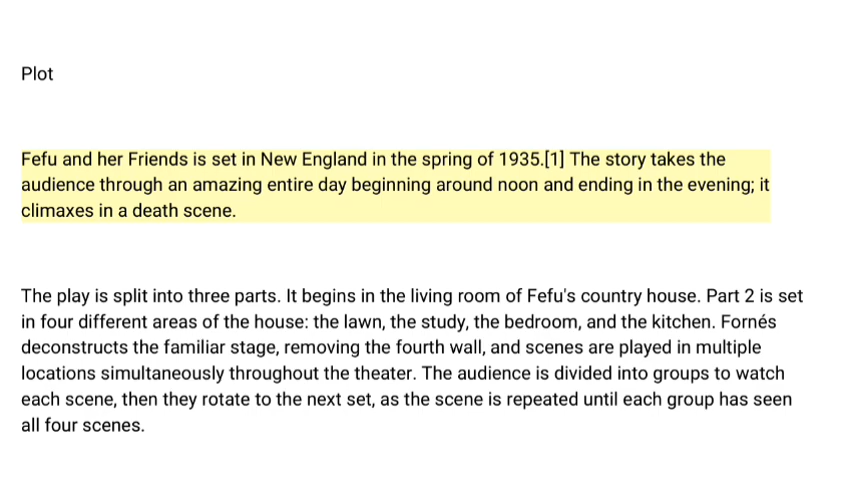 Plot
Fefu and her Friends is set in New England in the spring of 1935.[1] The story takes the
audience through an amazing entire day beginning around noon and ending in the evening; it
climaxes in a death scene.
The play is split into three parts. It begins in the living room of Fefu's country house. Part 2 is set
in four different areas of the house: the lawn, the study, the bedroom, and the kitchen. Fornés
deconstructs the familiar stage, removing the fourth wall, and scenes are played in multiple
locations simultaneously throughout the theater. The audience is divided into groups to watch
each scene, then they rotate to the next set, as the scene is repeated until each group has seen
all four scenes.